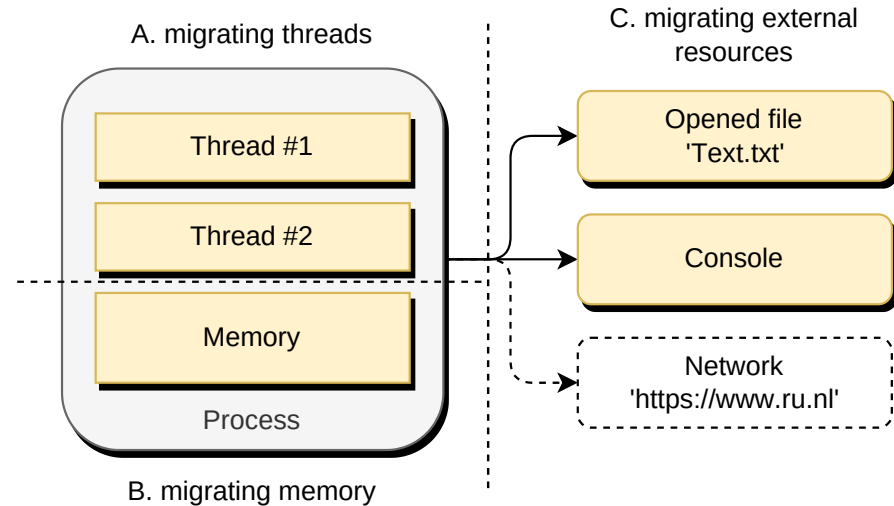 A. migrating threads
Thread #1
Thread #2
Memory
Process
B. migrating memory
C. migrating external
resources
Opened file
'Text.txt'
Console
Network
'https://www.ru.nl'